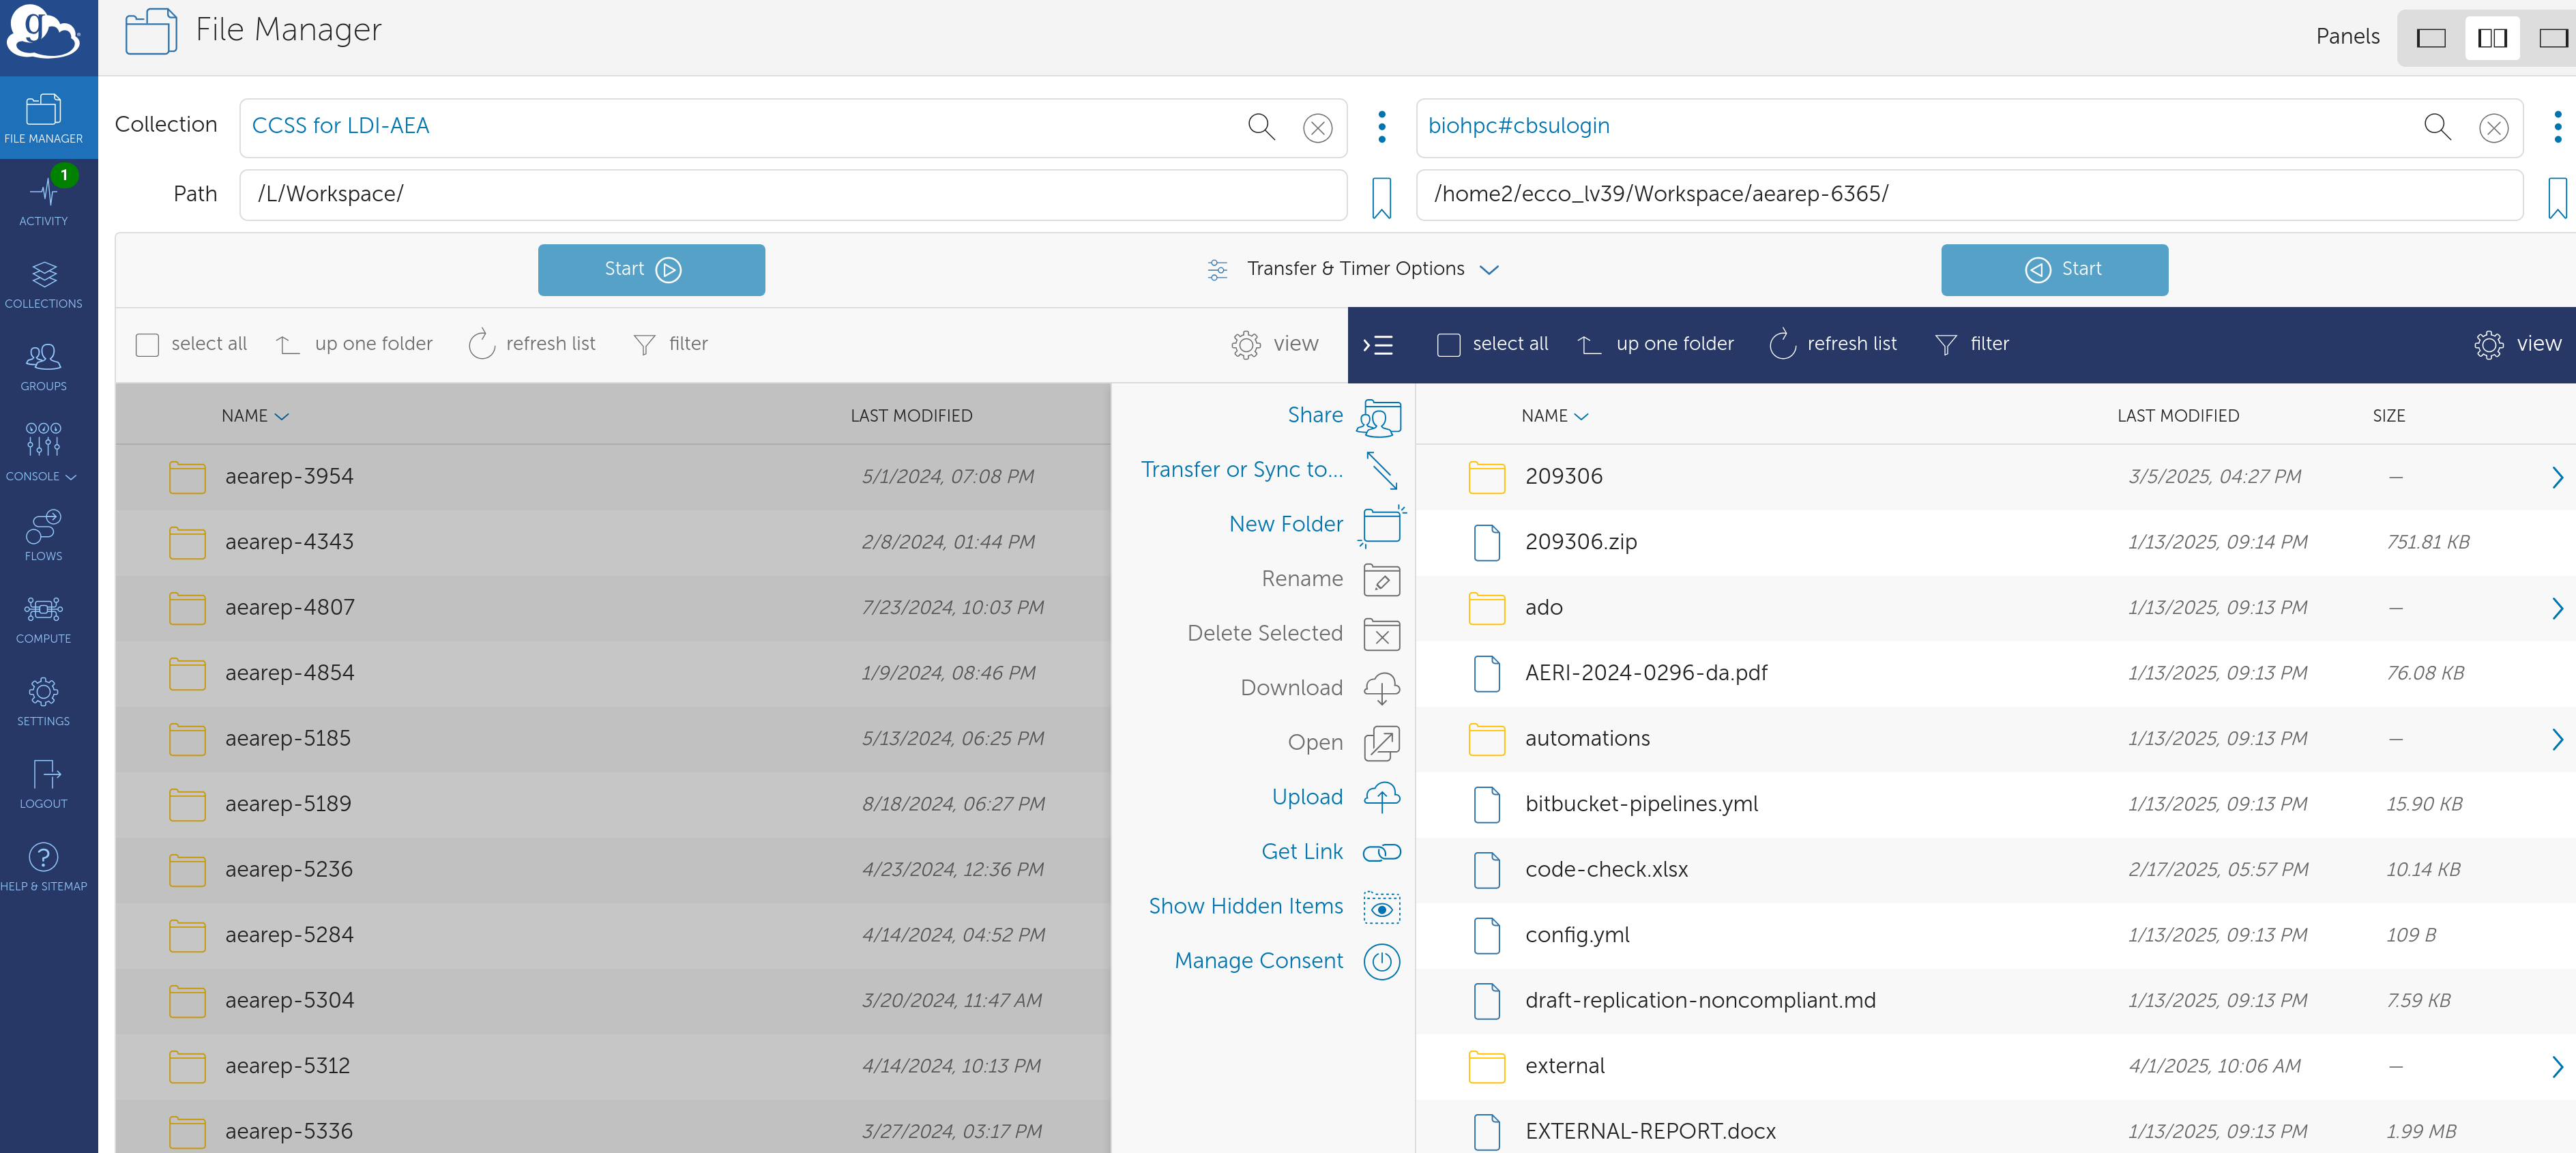 g
File Manager
Panels
FILE MANAGER
1
ACTIVITY
COLLECTIONS
GROUPS
CONSOLE
FLOWS
COMPUTE
SETTINGS
LOGOUT
?
HELP & SITEMAP
Collection
CCSS for LDI-AEA
biohpc#cbsulogin
Path
/L/Workspace/
/home2/ecco_lv39/Workspace/aearep-6365/
Start
Transfer & Timer Options
Start
select all up one folder refresh list filter view
select all up one folder refresh list filter view
NAME LAST MODIFIED
aearep-3954 5/1/2024, 07:08 PM
aearep-4343 2/8/2024, 01:44 PM
aearep-4807 7/23/2024, 10:03 PM
aearep-4854 1/9/2024, 08:46 PM
aearep-5185 5/13/2024, 06:25 PM
aearep-5189 8/18/2024, 06:27 PM
aearep-5236 4/23/2024, 12:36 PM
aearep-5284 4/14/2024, 04:52 PM
aearep-5304 3/20/2024, 11:47 AM
aearep-5312 4/14/2024, 10:13 PM
aearep-5336 3/27/2024, 03:17 PM
Share
Transfer or Sync to...
New Folder
Rename
Delete Selected
Download
Open
Upload
Get Link
Show Hidden Items
Manage Consent
NAME LAST MODIFIED SIZE
209306 3/5/2025, 04:27 PM —
209306.zip 1/13/2025, 09:14 PM 751.81 KB
ado 1/13/2025, 09:13 PM —
AERI-2024-0296-da.pdf 1/13/2025, 09:13 PM 76.08 KB
automations 1/13/2025, 09:13 PM —
bitbucket-pipelines.yml 1/13/2025, 09:13 PM 15.90 KB
code-check.xlsx 2/17/2025, 05:57 PM 10.14 KB
config.yml 1/13/2025, 09:13 PM 109 B
draft-replication-noncompliant.md 1/13/2025, 09:13 PM 7.59 KB
external 4/1/2025, 10:06 AM —
EXTERNAL-REPORT.docx 1/13/2025, 09:13 PM 1.99 MB